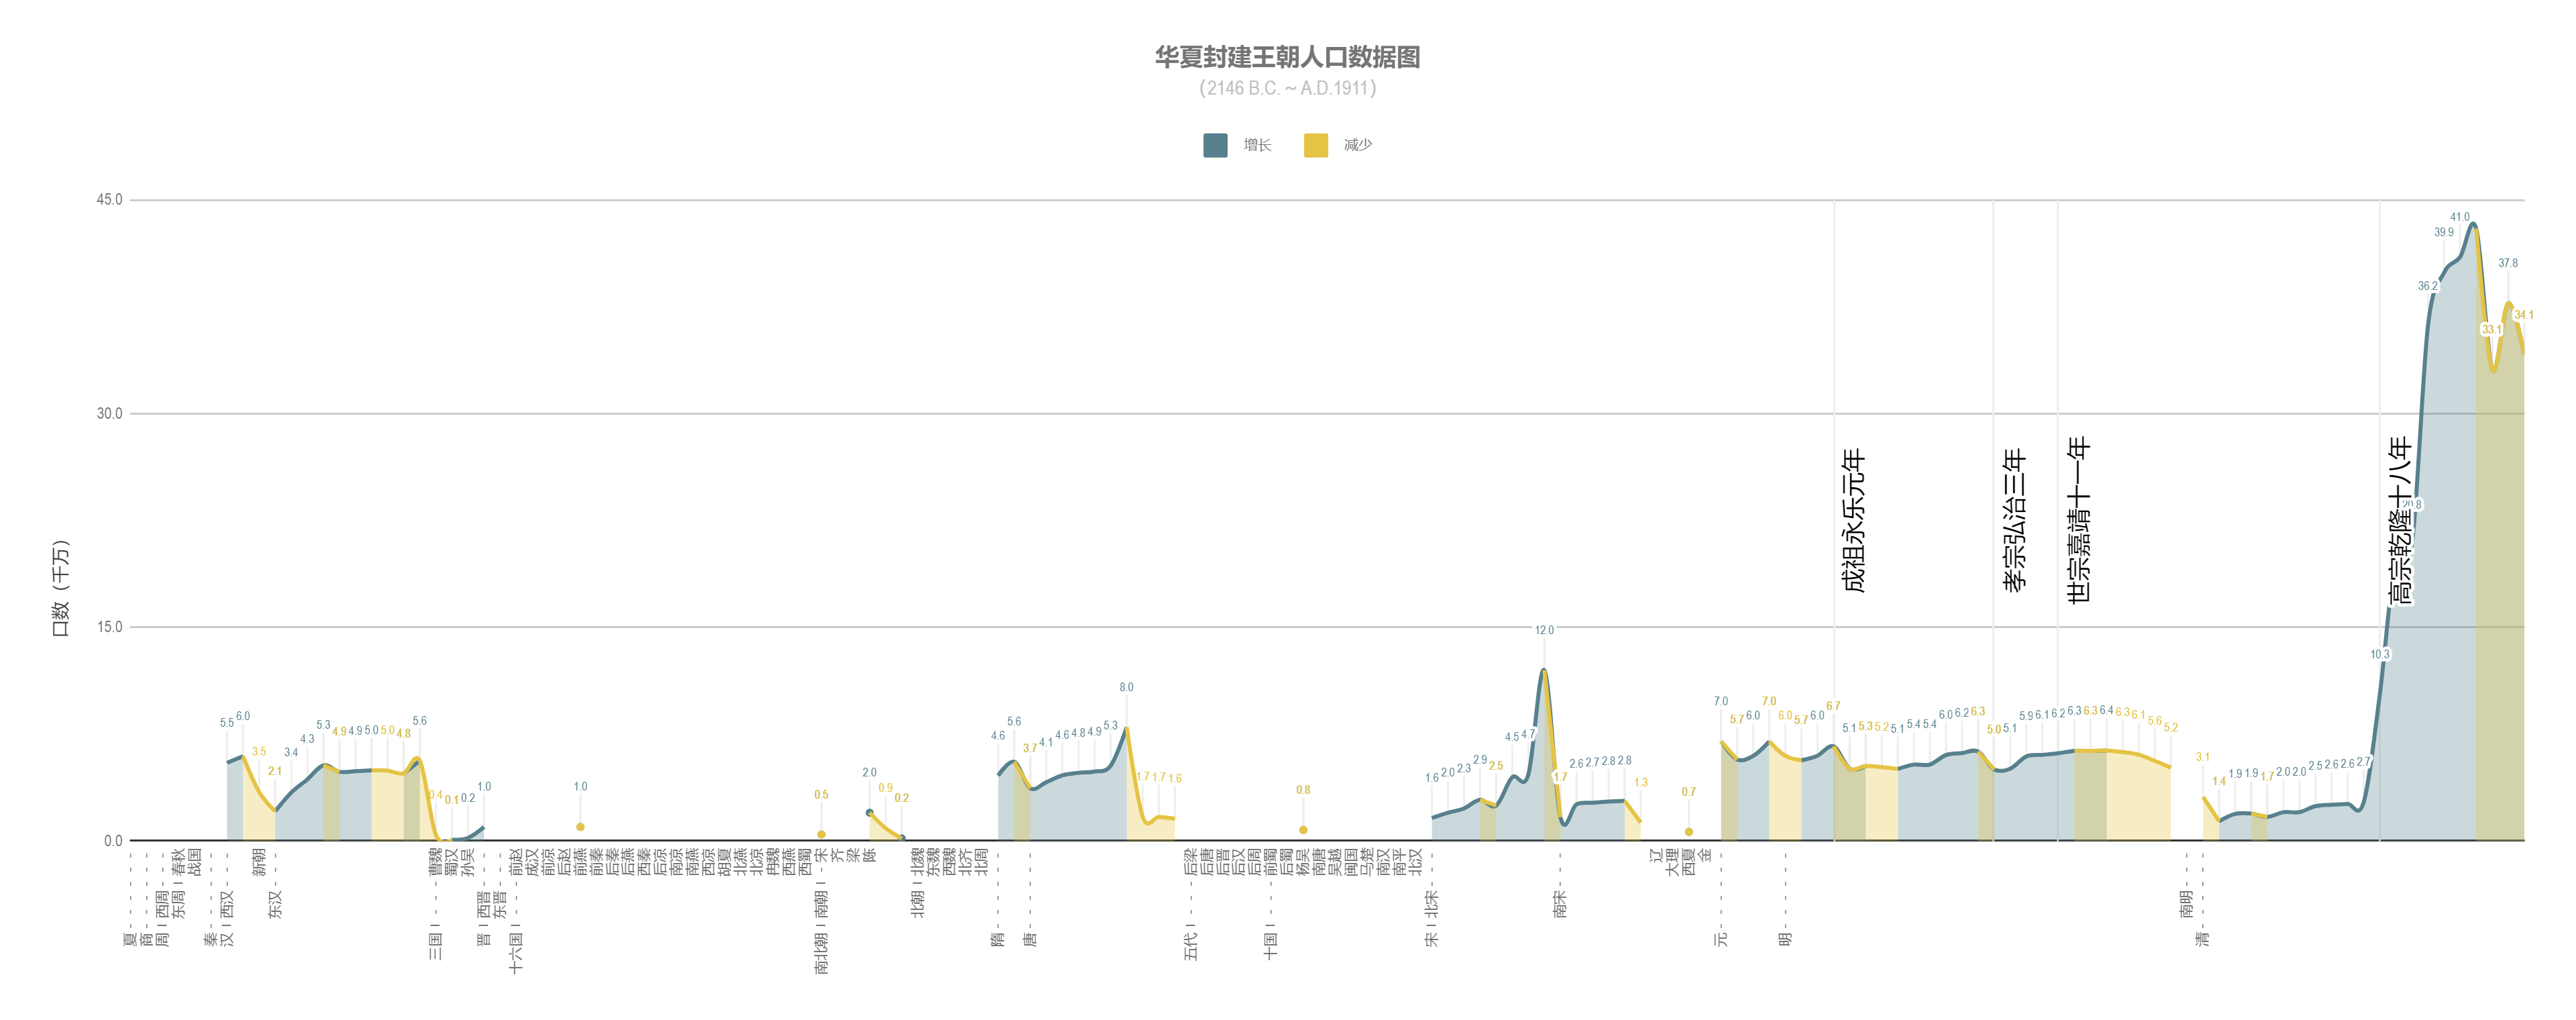 华夏封建王朝人口数据图
(2146 B.C. ~ A.D.1911)
增长
减少
口数（千万）
45.0
30.0
15.0
0.0
5.5 6.0 3.5 2.1 3.4 4.3 5.3 4.9 4.9 5.0 5.0 4.8 5.6 0.4 0.1 0.2 1.0
1.0
0.5
2.0 0.9 0.2
4.6 5.6 3.7 4.1 4.6 4.8 4.9 5.3 8.0 1.7 1.7 1.6
0.8
1.6 2.0 2.3 2.9 2.5 4.5 4.7 12.0 1.7 2.6 2.7 2.8 2.8 1.3
0.7
7.0 5.7 6.0 7.0 6.0 5.7 6.0 6.7 5.1 5.3 5.2 5.1 5.4 5.4 6.0 6.2 6.3 5.0 5.1 5.9 6.1 6.2 6.3 6.3 6.4 6.3 6.1 5.6 5.2
3.1 1.4 1.9 1.9 1.7 2.0 2.0 2.5 2.6 2.6 2.7 10.3 36.2 39.9 41.0 33.1 37.8 34.1
成祖永乐元年
孝宗弘治三年
世宗嘉靖十一年
高宗乾隆十八年
夏
商
周 西周
东周 春秋
战国
秦
汉 西汉
新朝
东汉
三国 曹魏
蜀汉
孙吴
晋 西晋
东晋
十六国 前赵
成汉
前凉
后赵
前燕
前秦
后秦
后燕
西秦
后凉
南凉
南燕
西凉
胡夏
北燕
北凉
冉魏
西燕
西蜀
南北朝 南朝 宋
齐
梁
陈
北朝 北魏
东魏
西魏
北齐
北周
隋
唐
五代 后梁
后唐
后晋
后汉
后周
十国 前蜀
后蜀
杨吴
南唐
吴越
闽国
马楚
南汉
南平
北汉
宋 北宋
南宋
辽
大理
西夏
金
元
明
南明
清